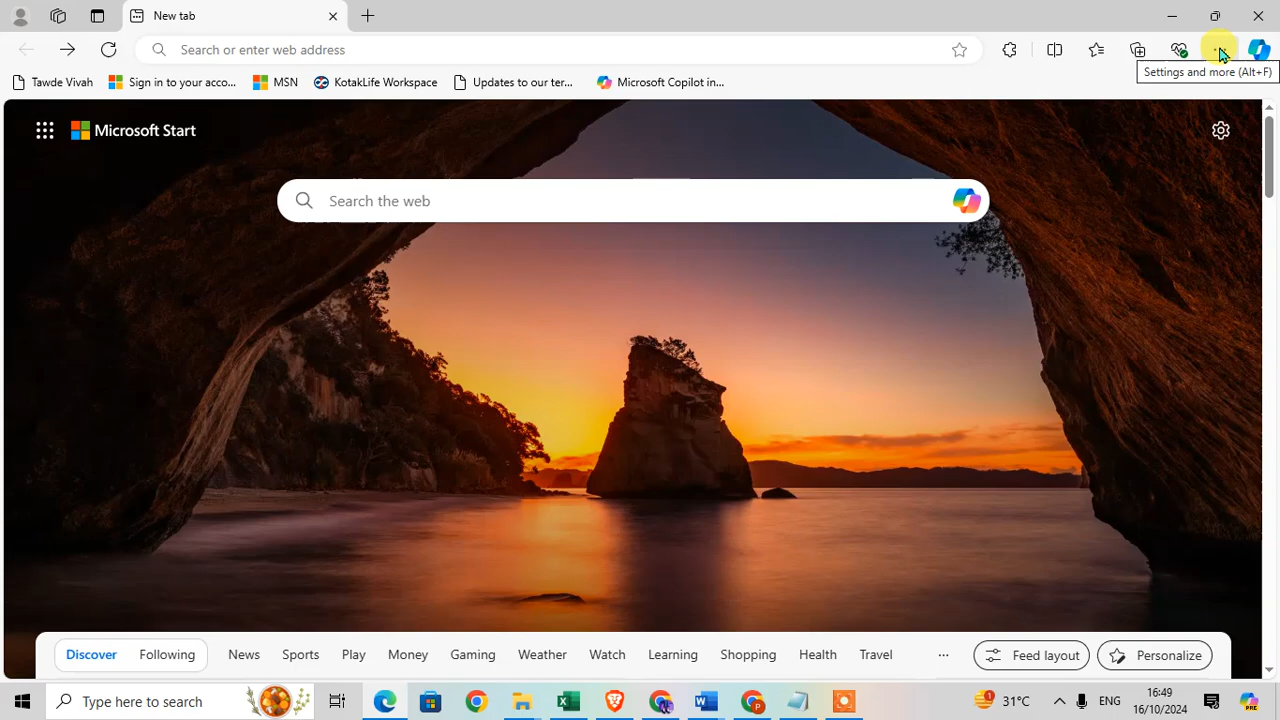 New tab
Search or enter web address
Settings and more (Alt+F)
Tawde Vivah
Sign in to your acco...
MSN
KotakLife Workspace
Updates to our ter...
Microsoft Copilot in...
Microsoft Start
Search the web
Discover
Following
News
Sports
Play
Money
Gaming
Weather
Watch
Learning
Shopping
Health
Travel
...
Feed layout
Personalize
Type here to search
1
31°C
ENG
16:49
16/10/2024
PRE